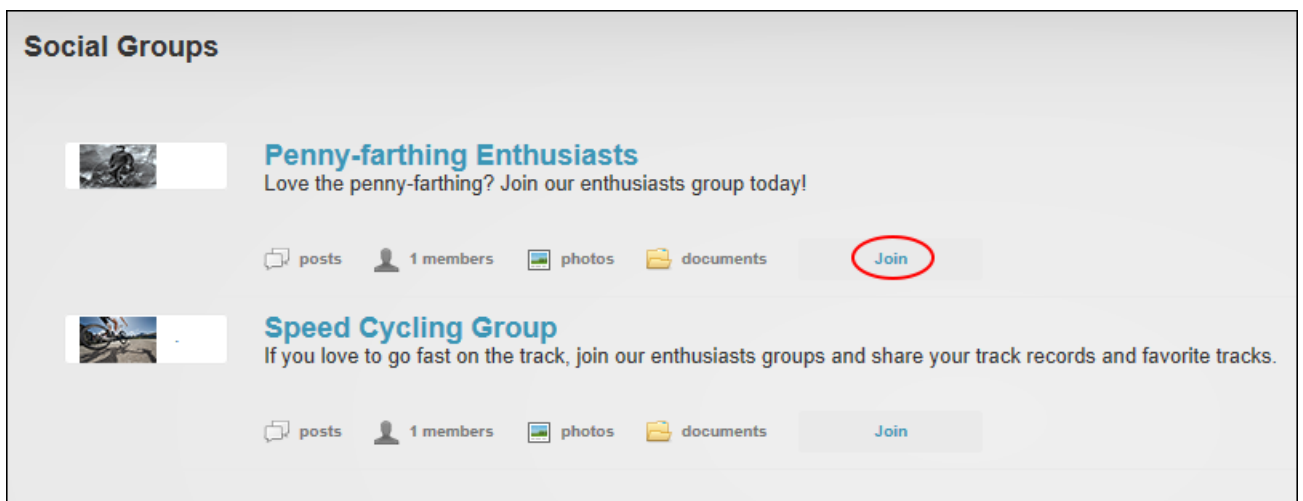 Social Groups
Penny-farthing Enthusiasts
Love the penny-farthing? Join our enthusiasts group today!
posts 1 members photos documents Join
Speed Cycling Group
If you love to go fast on the track, join our enthusiasts groups and share your track records and favorite tracks.
posts 1 members photos documents Join